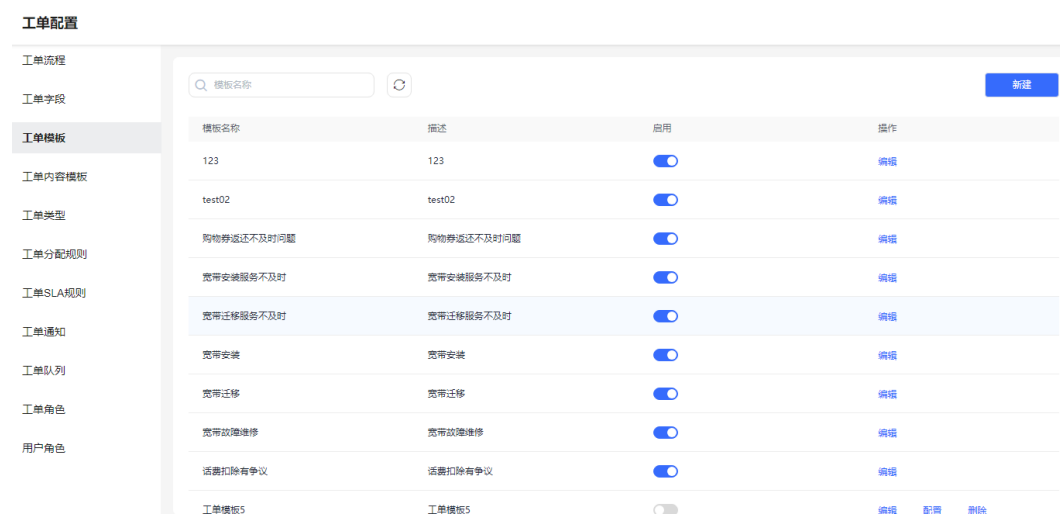 工单配置
工单流程
工单字段
工单模板
工单内容模板
工单类型
工单分配规则
工单SLA规则
工单通知
工单队列
工单角色
用户角色
模板名称
新建
模板名称 描述 启用 操作
123 123 编辑
test02 test02 编辑
购物券返还不及时问题 购物券返还不及时问题 编辑
宽带安装服务不及时 宽带安装服务不及时 编辑
宽带迁移服务不及时 宽带迁移服务不及时 编辑
宽带安装 宽带安装 编辑
宽带迁移 宽带迁移 编辑
宽带故障维修 宽带故障维修 编辑
话费扣除有争议 话费扣除有争议 编辑
工单模板5 工单模板5 编辑 配置 删除